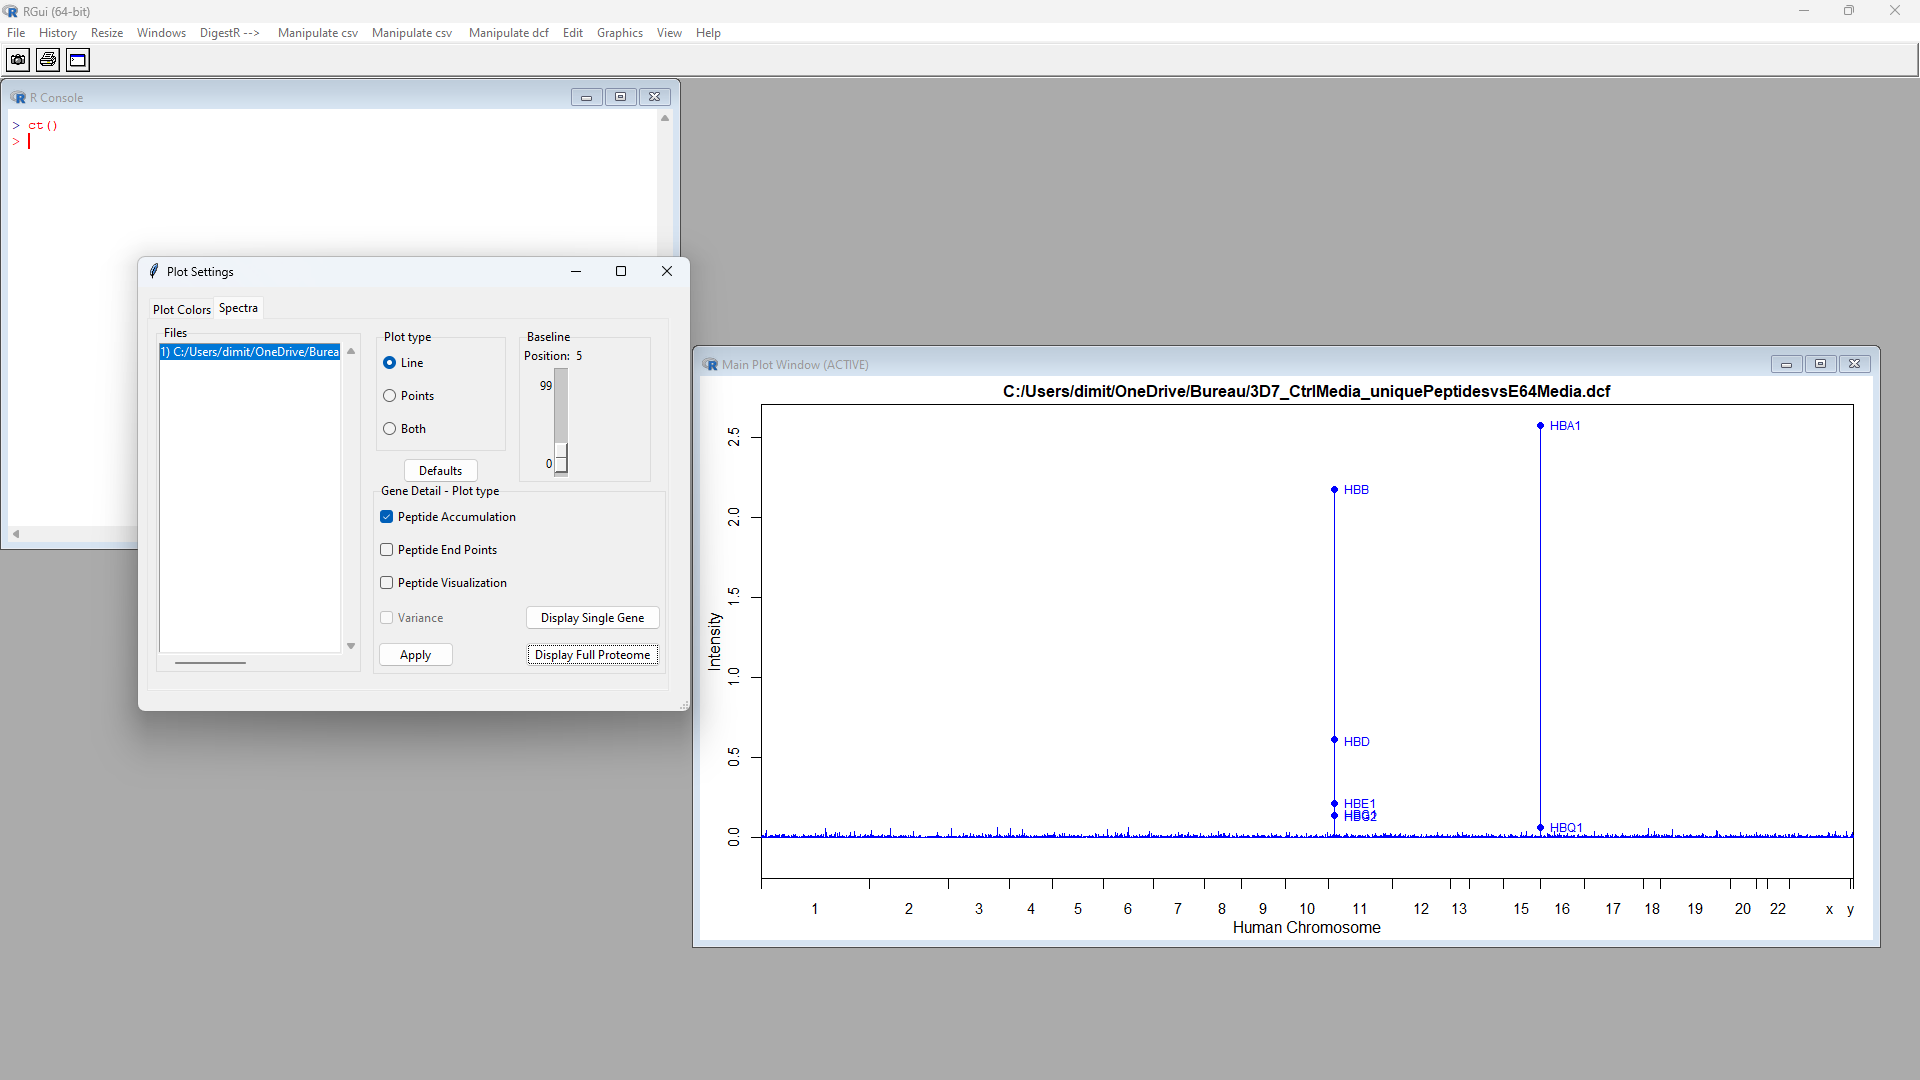 RGui (64-bit)
File History Resize Windows DigestR --> Manipulate csv Manipulate csv Manipulate dcf Edit Graphics View Help
R Console
> ct()
>
Plot Settings
Plot Colors Spectra
Files
1) C:/Users/dimit/OneDrive/Burea
Plot type
Line
Points
Both
Defaults
Baseline
Position: 5
99
0
Gene Detail - Plot type
Peptide Accumulation
Peptide End Points
Peptide Visualization
Variance
Display Single Gene
Apply
Display Full Proteome
Main Plot Window (ACTIVE)
C:/Users/dimit/OneDrive/Bureau/3D7_CtrlMedia_uniquePeptidesvsE64Media.dcf
Intensity
2.5
2.0
1.5
1.0
0.5
0.0
HBA1
HBB
HBD
HBE1
HBG2
HBQ1
1 2 3 4 5 6 7 8 9 10 11 12 13 15 16 17 18 19 20 22 x y
Human Chromosome